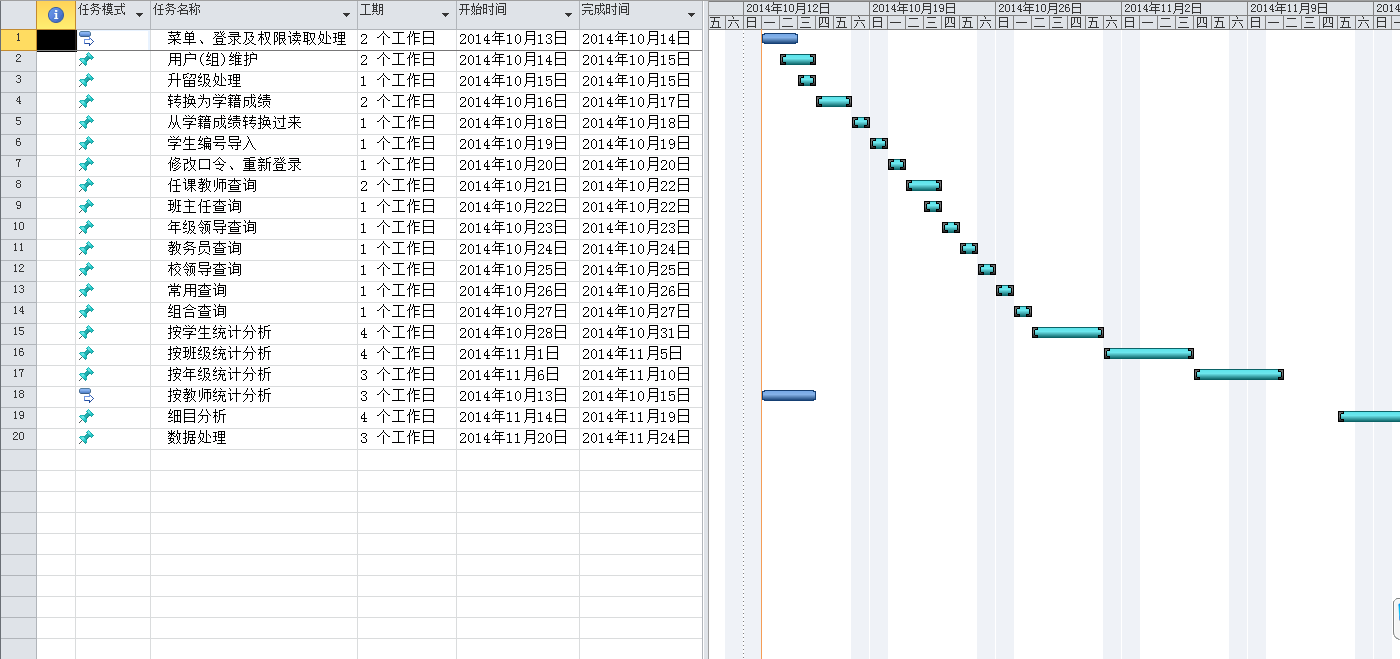 任务模式 任务名称 工期 开始时间 完成时间
2014年10月12日 2014年10月19日 2014年10月26日 2014年11月2日 2014年11月9日 2014
五 六 日 一 二 三 四 五 六 日 一 二 三 四 五 六 日 一 二 三 四 五 六 日 一 二 三 四 五 六 日 一 二 三 四 五 六 日
1 菜单、登录及权限读取处理 2 个工作日 2014年10月13日 2014年10月14日
2 用户(组)维护 2 个工作日 2014年10月14日 2014年10月15日
3 升留级处理 1 个工作日 2014年10月15日 2014年10月15日
4 转换为学籍成绩 2 个工作日 2014年10月16日 2014年10月17日
5 从学籍成绩转换过来 1 个工作日 2014年10月18日 2014年10月18日
6 学生编号导入 1 个工作日 2014年10月19日 2014年10月19日
7 修改口令、重新登录 1 个工作日 2014年10月20日 2014年10月20日
8 任课教师查询 2 个工作日 2014年10月21日 2014年10月22日
9 班主任查询 1 个工作日 2014年10月22日 2014年10月22日
10 年级领导查询 1 个工作日 2014年10月23日 2014年10月23日
11 教务员查询 1 个工作日 2014年10月24日 2014年10月24日
12 校领导查询 1 个工作日 2014年10月25日 2014年10月25日
13 常用查询 1 个工作日 2014年10月26日 2014年10月26日
14 组合查询 1 个工作日 2014年10月27日 2014年10月27日
15 按学生统计分析 4 个工作日 2014年10月28日 2014年10月31日
16 按班级统计分析 4 个工作日 2014年11月1日 2014年11月5日
17 按年级统计分析 3 个工作日 2014年11月6日 2014年11月10日
18 按教师统计分析 3 个工作日 2014年10月13日 2014年10月15日
19 细目分析 4 个工作日 2014年11月14日 2014年11月19日
20 数据处理 3 个工作日 2014年11月20日 2014年11月24日